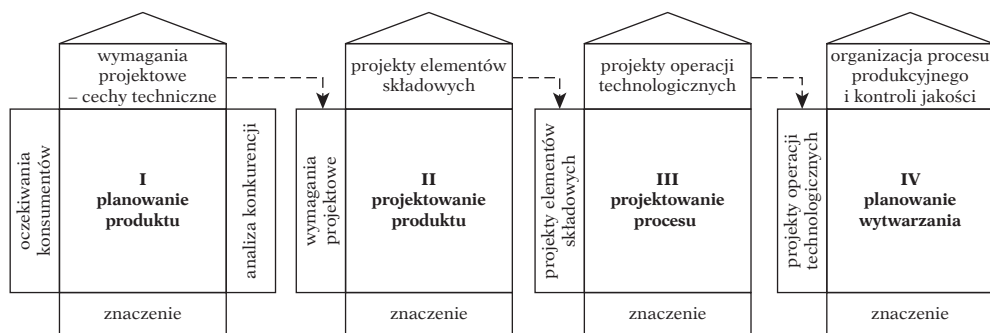 wymagania
projektowe
– cechy techniczne
oczekiwania
konsumentów
I
planowanie
produktu
analiza konkurencji
znaczenie
projekty elementów
składowych
wymagania
projektowe
II
projektowanie
produktu
znaczenie
projekty operacji
technologicznych
projekty elementów
składowych
III
projektowanie
procesu
znaczenie
organizacja procesu
produkcyjnego
i kontroli jakości
projekty operacji
technologicznych
IV
planowanie
wytwarzania
znaczenie